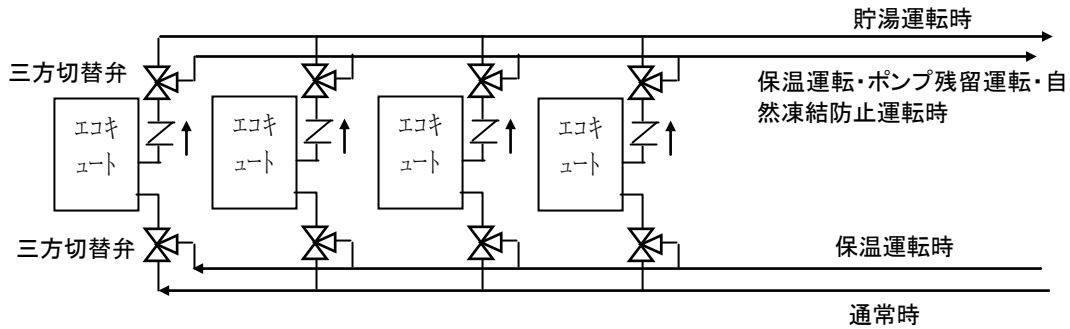 貯湯運転時
三方切替弁
保温運転・ポンプ残留運転・自
然凍結防止運転時
エコキ
ュート
エコキ
ュート
エコキ
ュート
エコキ
ュート
三方切替弁
保温運転時
通常時